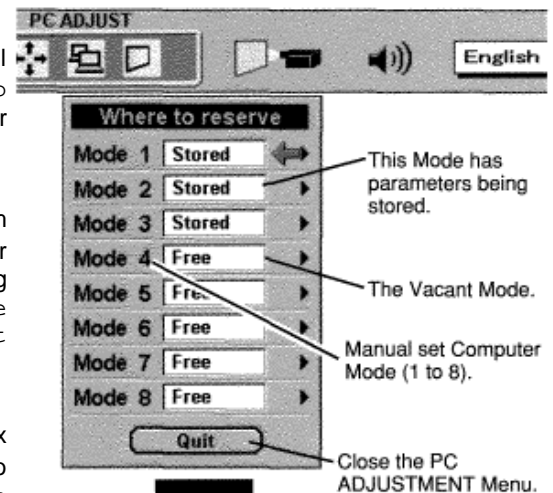 PC ADJUST
English
Where to reserve
Mode 1 Stored
Mode 2 Stored
Mode 3 Stored
Mode 4 Free
Mode 5 Free
Mode 6 Free
Mode 7 Free
Mode 8 Free
Quit
This Mode has
parameters being
stored.
The Vacant Mode.
Manual set Computer
Mode (1 to 8).
Close the PC
ADJUSTMENT Menu.